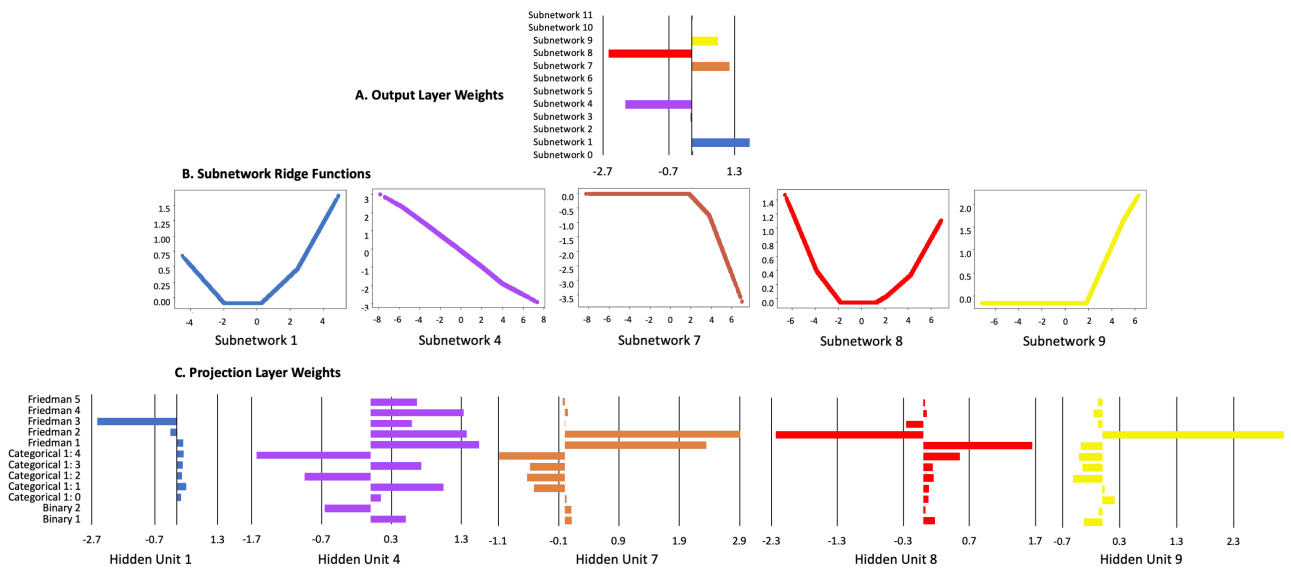 Subnetwork 11
Subnetwork 10
Subnetwork 9
Subnetwork 8
Subnetwork 7
Subnetwork 6
Subnetwork 5
Subnetwork 4
Subnetwork 3
Subnetwork 2
Subnetwork 1
Subnetwork 0
A. Output Layer Weights
-2.7 -0.7 1.3
B. Subnetwork Ridge Functions
1.5
1.25
1.00
0.75
0.50
0.25
0.00
-4 -2 0 2 4
Subnetwork 1
3
2
1
0
-1
-2
-3
-8 -6 -4 -2 0 2 4 6 8
Subnetwork 4
0.0
-0.5
-1.0
-1.5
-2.0
-2.5
-3.0
-3.5
-8 -6 -4 -2 0 2 4 6
Subnetwork 7
1.4
1.2
1.0
0.8
0.6
0.4
0.2
0.0
-6 -4 -2 0 2 4 6
Subnetwork 8
2.0
1.5
1.0
0.5
0.0
-6 -4 -2 0 2 4 6
Subnetwork 9
C. Projection Layer Weights
Friedman 5
Friedman 4
Friedman 3
Friedman 2
Friedman 1
Categorical 1: 4
Categorical 1: 3
Categorical 1: 2
Categorical 1: 1
Categorical 1: 0
Binary 2
Binary 1
-2.7 -0.7 1.3
Hidden Unit 1
-1.7 -0.7 0.3 1.3
Hidden Unit 4
-1.1 -0.1 0.9 1.9 2.9
Hidden Unit 7
-2.3 -1.3 -0.3 0.7 1.7
Hidden Unit 8
-0.7 0.3 1.3 2.3
Hidden Unit 9